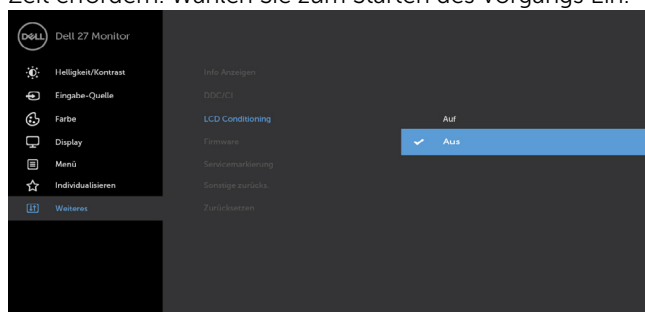 Zeit erfordern. Wählen Sie zum Starten des Vorgangs Ein.
DELL
Dell 27 Monitor
Helligkeit/Kontrast
Info Anzeigen
Eingabe-Quelle
DDC/CI
Farbe
LCD Conditioning
Auf
Display
Firmware
Aus
Menü
Servicemarkierung
Individualisieren
Sonstige zurücks.
Weiteres
Zurücksetzen